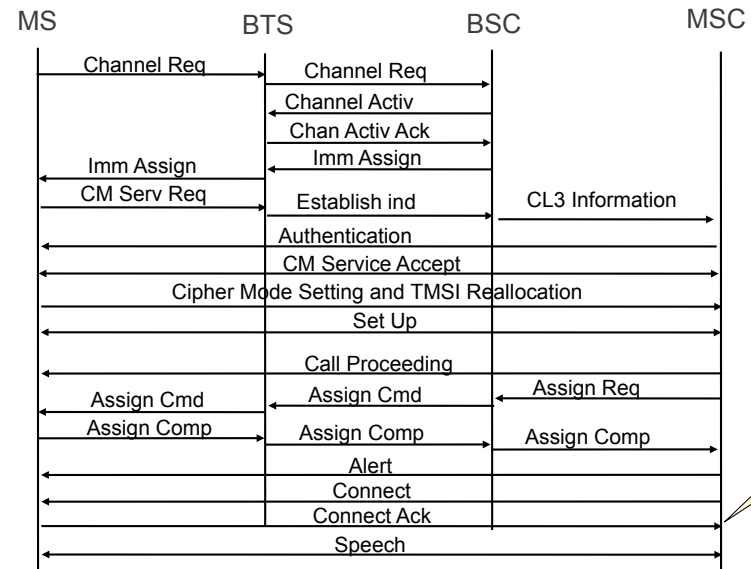 MS BTS BSC MSC
Channel Req
Channel Req
Channel Activ
Chan Activ Ack
Imm Assign
Imm Assign
CM Serv Req
Establish ind
CL3 Information
Authentication
CM Service Accept
Cipher Mode Setting and TMSI Reallocation
Set Up
Call Proceeding
Assign Req
Assign Cmd
Assign Cmd
Assign Comp
Assign Comp
Assign Comp
Alert
Connect
Connect Ack
Speech